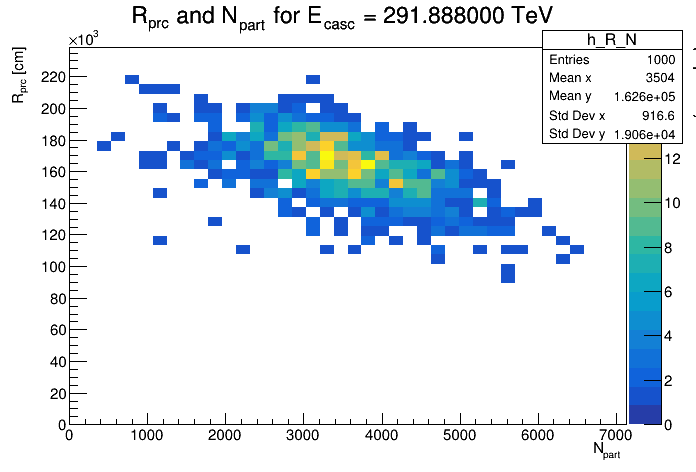 R_prc and N_part for E_casc = 291.888000 TeV
×10³
R_prc [cm]
h_R_N
Entries 1000
Mean x 3504
Mean y 1.626e+05
Std Dev x 916.6
Std Dev y 1.906e+04
220
200
180
160
140
120
100
80
60
40
20
0
0 1000 2000 3000 4000 5000 6000 7000
N_part
12
10
8
6
4
2
0